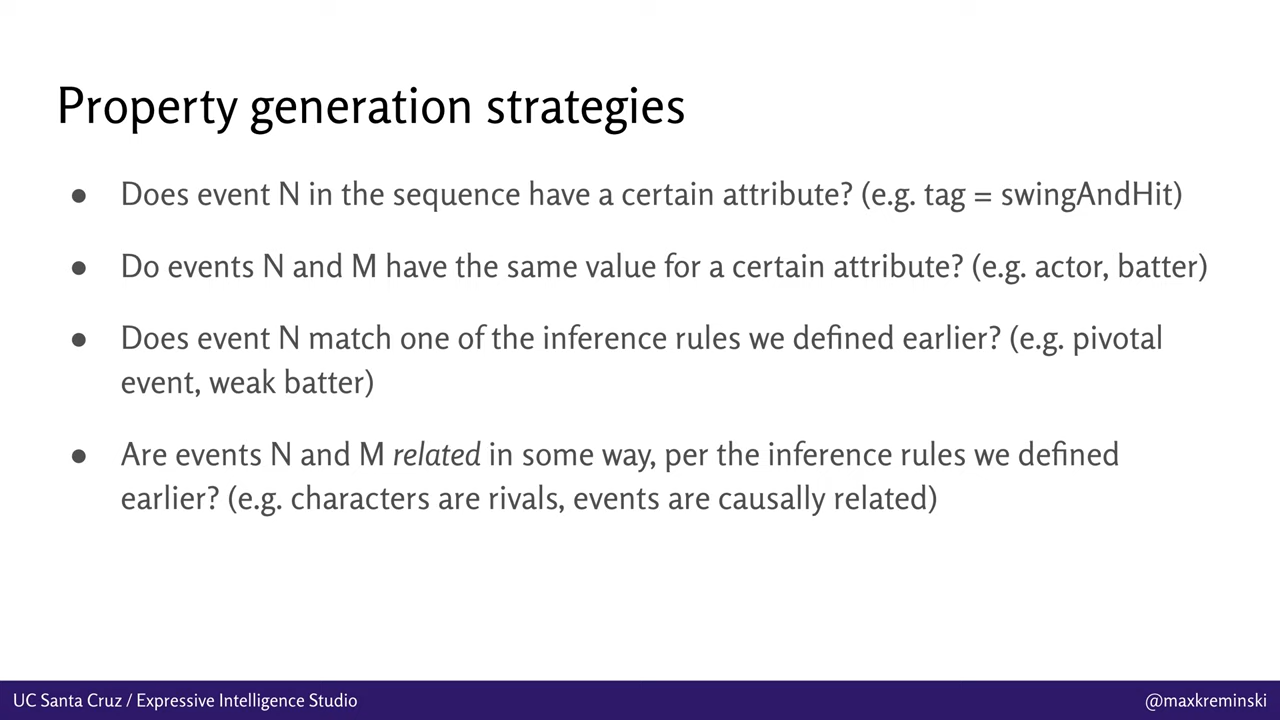 Property generation strategies
● Does event N in the sequence have a certain attribute? (e.g. tag = swingAndHit)
● Do events N and M have the same value for a certain attribute? (e.g. actor, batter)
● Does event N match one of the inference rules we defined earlier? (e.g. pivotal
event, weak batter)
● Are events N and M related in some way, per the inference rules we defined
earlier? (e.g. characters are rivals, events are causally related)
UC Santa Cruz / Expressive Intelligence Studio
@maxkreminski